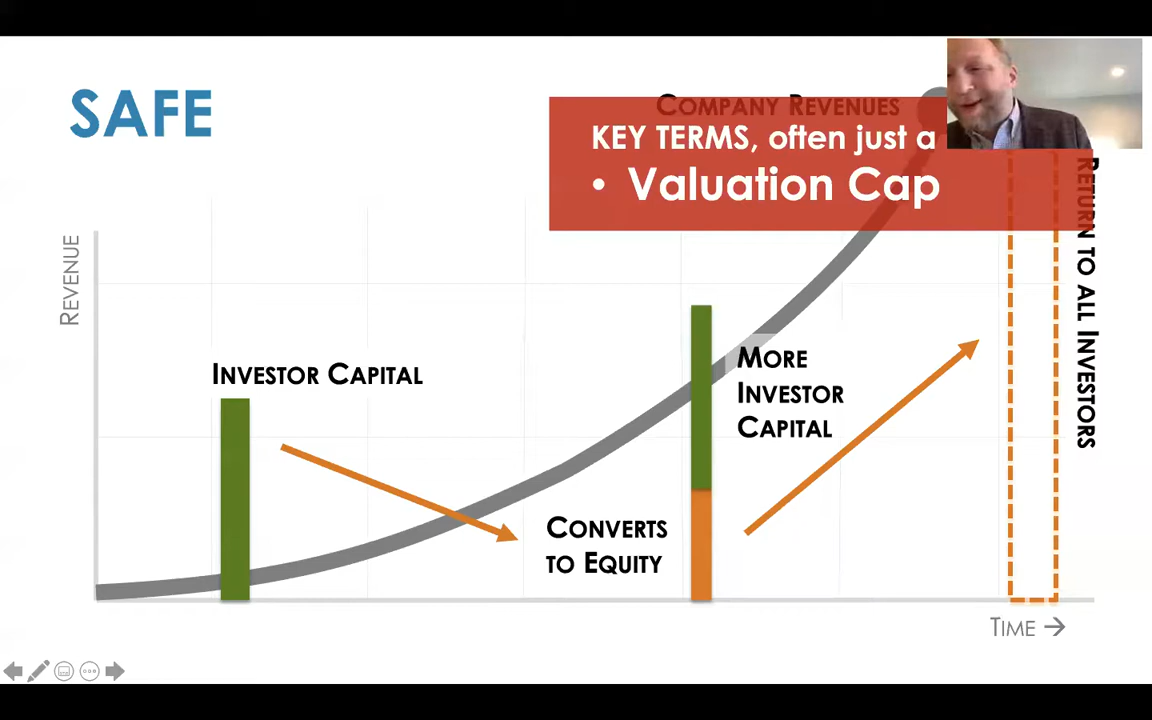 SAFE
COMPANY REVENUES
KEY TERMS, often just a
• Valuation Cap
REVENUE
RETURN TO ALL INVESTORS
INVESTOR CAPITAL
MORE
INVESTOR
CAPITAL
CONVERTS
TO EQUITY
TIME →